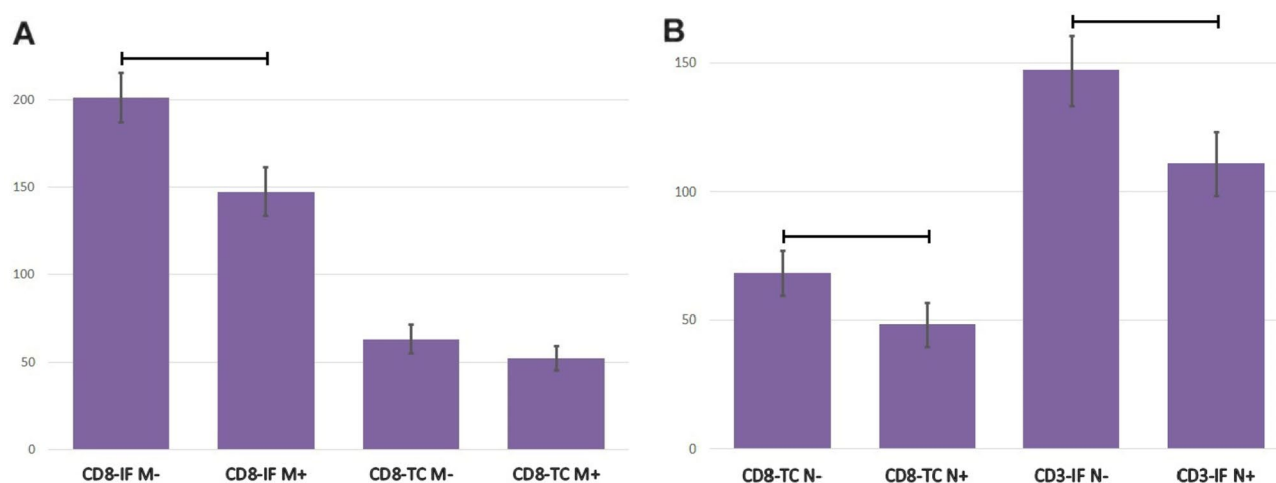 A
200
150
100
50
0
CD8-IF M-
CD8-IF M+
CD8-TC M-
CD8-TC M+
B
150
100
50
0
CD8-TC N-
CD8-TC N+
CD3-IF N-
CD3-IF N+